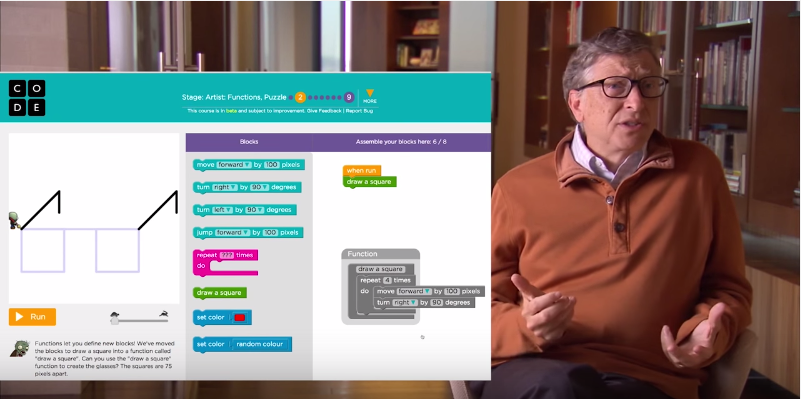 C O
D E
Stage: Artist: Functions, Puzzle 2 9
MORE
This course is in beta and subject to improvement. Give Feedback | Report Bug
Blocks
Assemble your blocks here: 6 / 8
move forward by 100 pixels
turn right by 90 degrees
turn left by 90 degrees
jump forward by 100 pixels
repeat ??? times
do
draw a square
set color
set color random colour
when run
draw a square
Function
draw a square
repeat 4 times
do move forward by 100 pixels
turn right by 90 degrees
Run
Functions let you define new blocks! We've moved
the blocks to draw a square into a function called
"draw a square". Can you use the "draw a square"
function to create the glasses? The squares are 75
pixels apart.